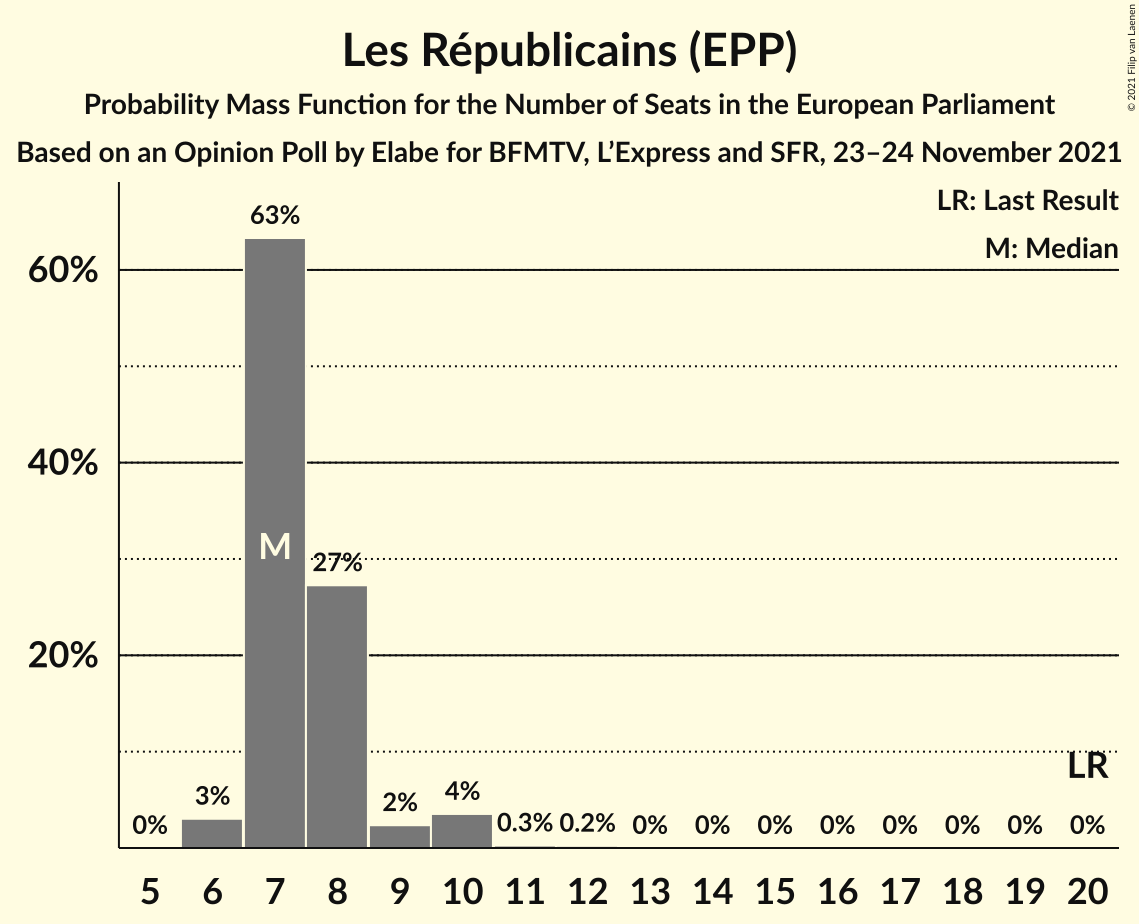 Les Républicains (EPP)
Probability Mass Function for the Number of Seats in the European Parliament
Based on an Opinion Poll by Elabe for BFMTV, L’Express and SFR, 23–24 November 2021
© 2021 Filip van Laenen
LR: Last Result
M: Median
63%
60%
40%
M
27%
20%
LR
0% 3% 2% 4% 0.3% 0.2% 0% 0% 0% 0% 0% 0% 0% 0%
5 6 7 8 9 10 11 12 13 14 15 16 17 18 19 20